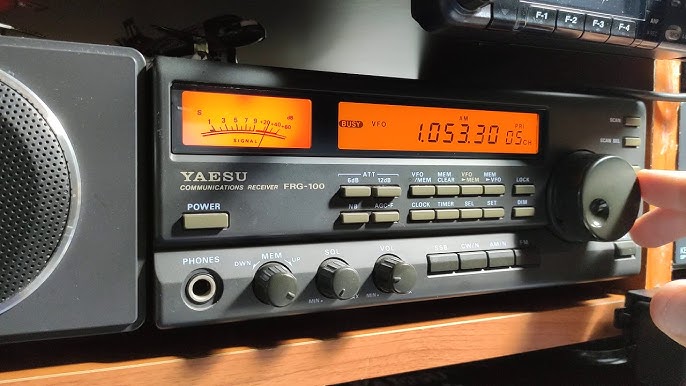 F-1 F-2 F-3 F-4
S 1 3 5 7 9 +20 +40 +60 dB
SIGNAL
BUSY VFO AM PRI
1.053.30 05CH
SCAN
SCAN SEL
YAESU
COMMUNICATIONS RECEIVER FRG-100
POWER
ATT
6dB 12dB
NB AGC-F
VFO/MEM MEM CLEAR VFO►MEM MEM►VFO LOCK
CLOCK TIMER SEL SET DIM
PHONES
DWN MEM UP
SQL
VOL
MIN MAX MIN MAX
SSB CW/N AM/N FM